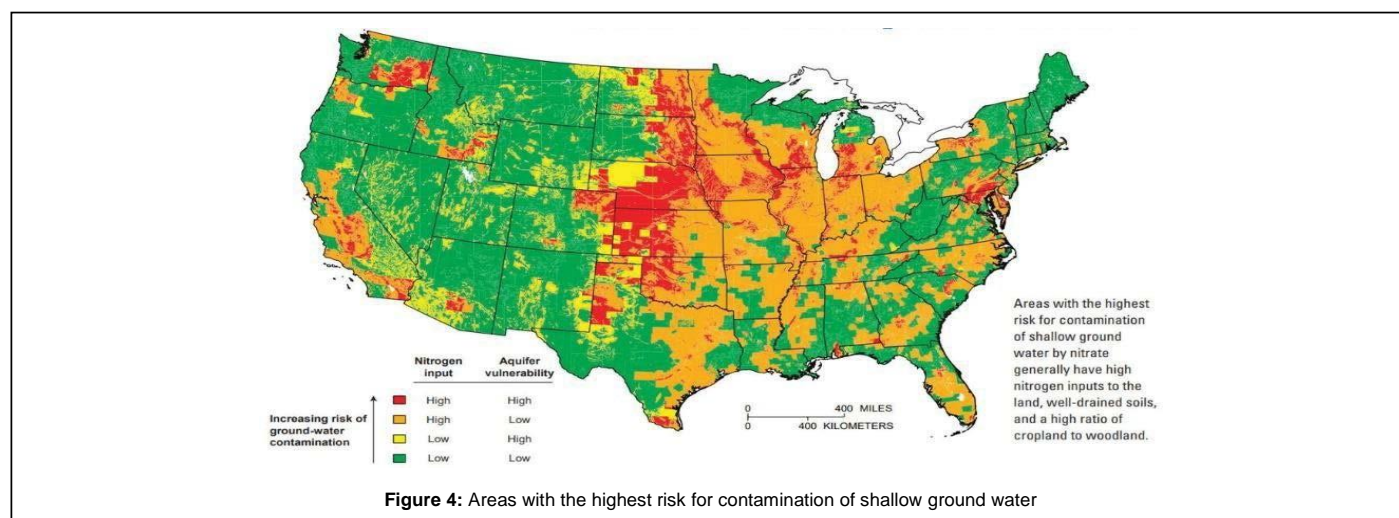 Areas with the highest
risk for contamination
of shallow ground
water by nitrate
generally have high
nitrogen inputs to the
land, well-drained soils,
and a high ratio of
cropland to woodland.
Nitrogen input Aquifer vulnerability
High High
High Low
Low High
Low Low
Increasing risk of
ground-water
contamination
0 400 MILES
0 400 KILOMETERS
Figure 4: Areas with the highest risk for contamination of shallow ground water